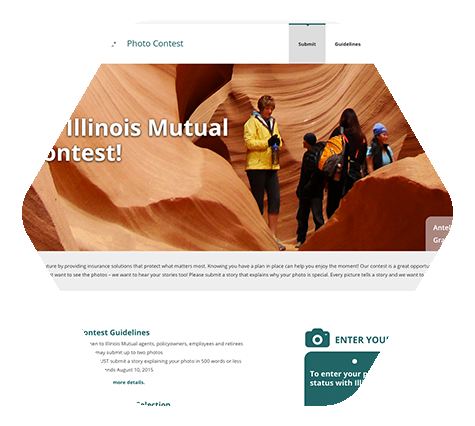 Photo Contest
Submit
Guidelines
Illinois Mutual
ontest!
Antel
Gra
ture by providing insurance solutions that protect what matters most. Knowing you have a plan in place can help you enjoy the moment! Our contest is a great opportu
t want to see the photos – we want to hear your stories too! Please submit a story that explains why your photo is special. Every picture tells a story and we want to
ontest Guidelines
en to Illinois Mutual agents, policyowners, employees and retirees
may submit up to two photos
UST submit a story explaining your photo in 500 words or less
ends August 10, 2015
more details.
Selection
ENTER YOU
To enter your p
status with Illi